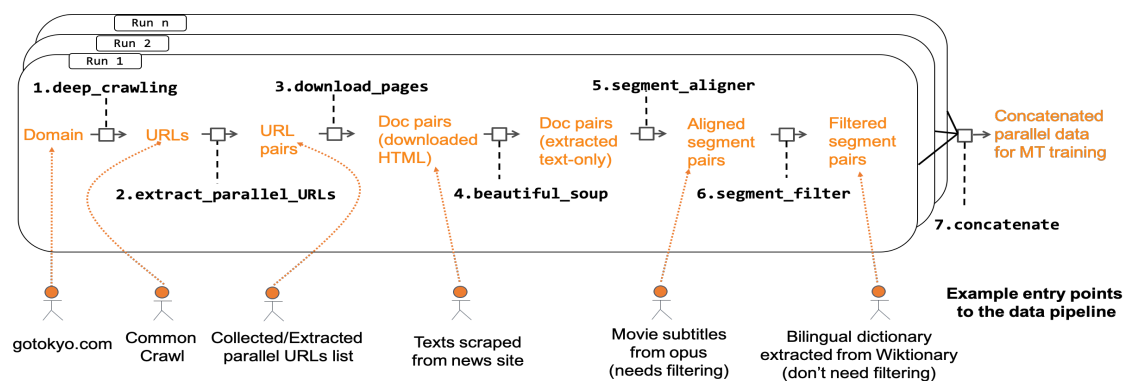 Run n
Run 2
Run 1
1.deep_crawling
3.download_pages
5.segment_aligner
Domain
URLs
URL
pairs
Doc pairs
(downloaded
HTML)
Doc pairs
(extracted
text-only)
Aligned
segment
pairs
Filtered
segment
pairs
Concatenated
parallel data
for MT training
2.extract_parallel_URLs
4.beautiful_soup
6.segment_filter
7.concatenate
gotokyo.com
Common
Crawl
Collected/Extracted
parallel URLs list
Texts scraped
from news site
Movie subtitles
from opus
(needs filtering)
Bilingual dictionary
extracted from Wiktionary
(don't need filtering)
Example entry points
to the data pipeline